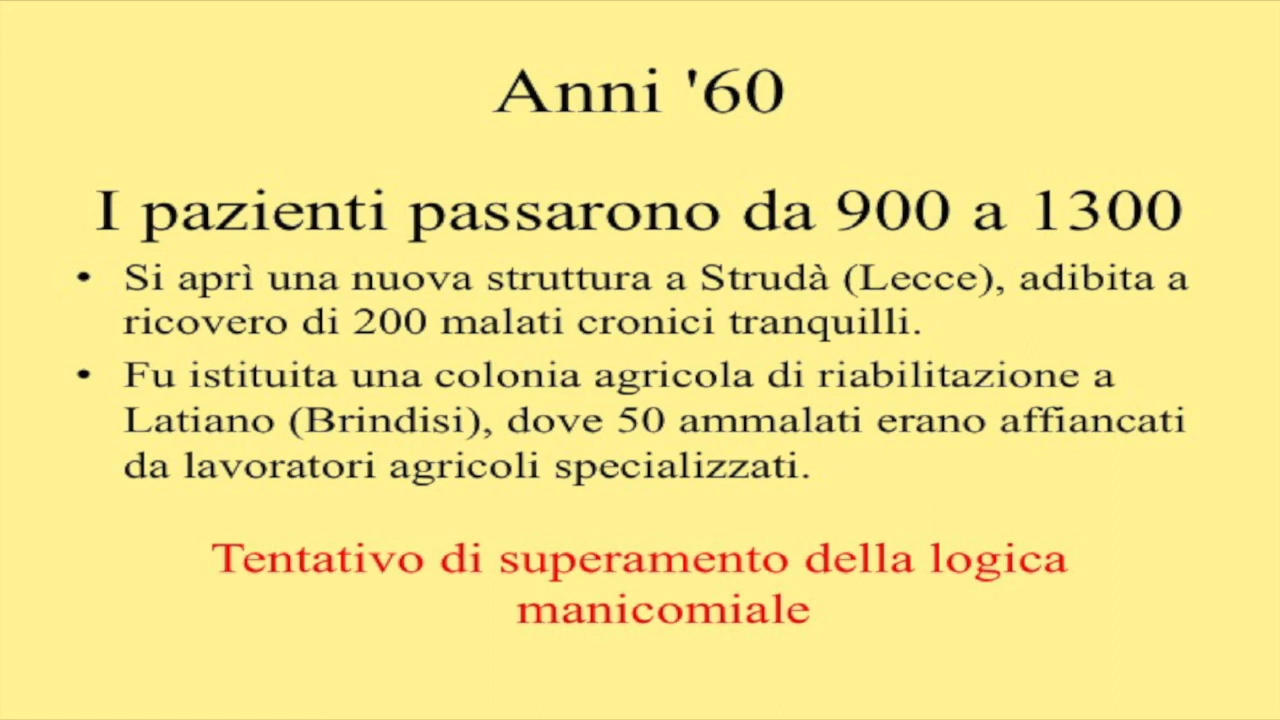 Anni '60
I pazienti passarono da 900 a 1300
• Si aprì una nuova struttura a Strudà (Lecce), adibita a
ricovero di 200 malati cronici tranquilli.
• Fu istituita una colonia agricola di riabilitazione a
Latiano (Brindisi), dove 50 ammalati erano affiancati
da lavoratori agricoli specializzati.
Tentativo di superamento della logica
manicomiale